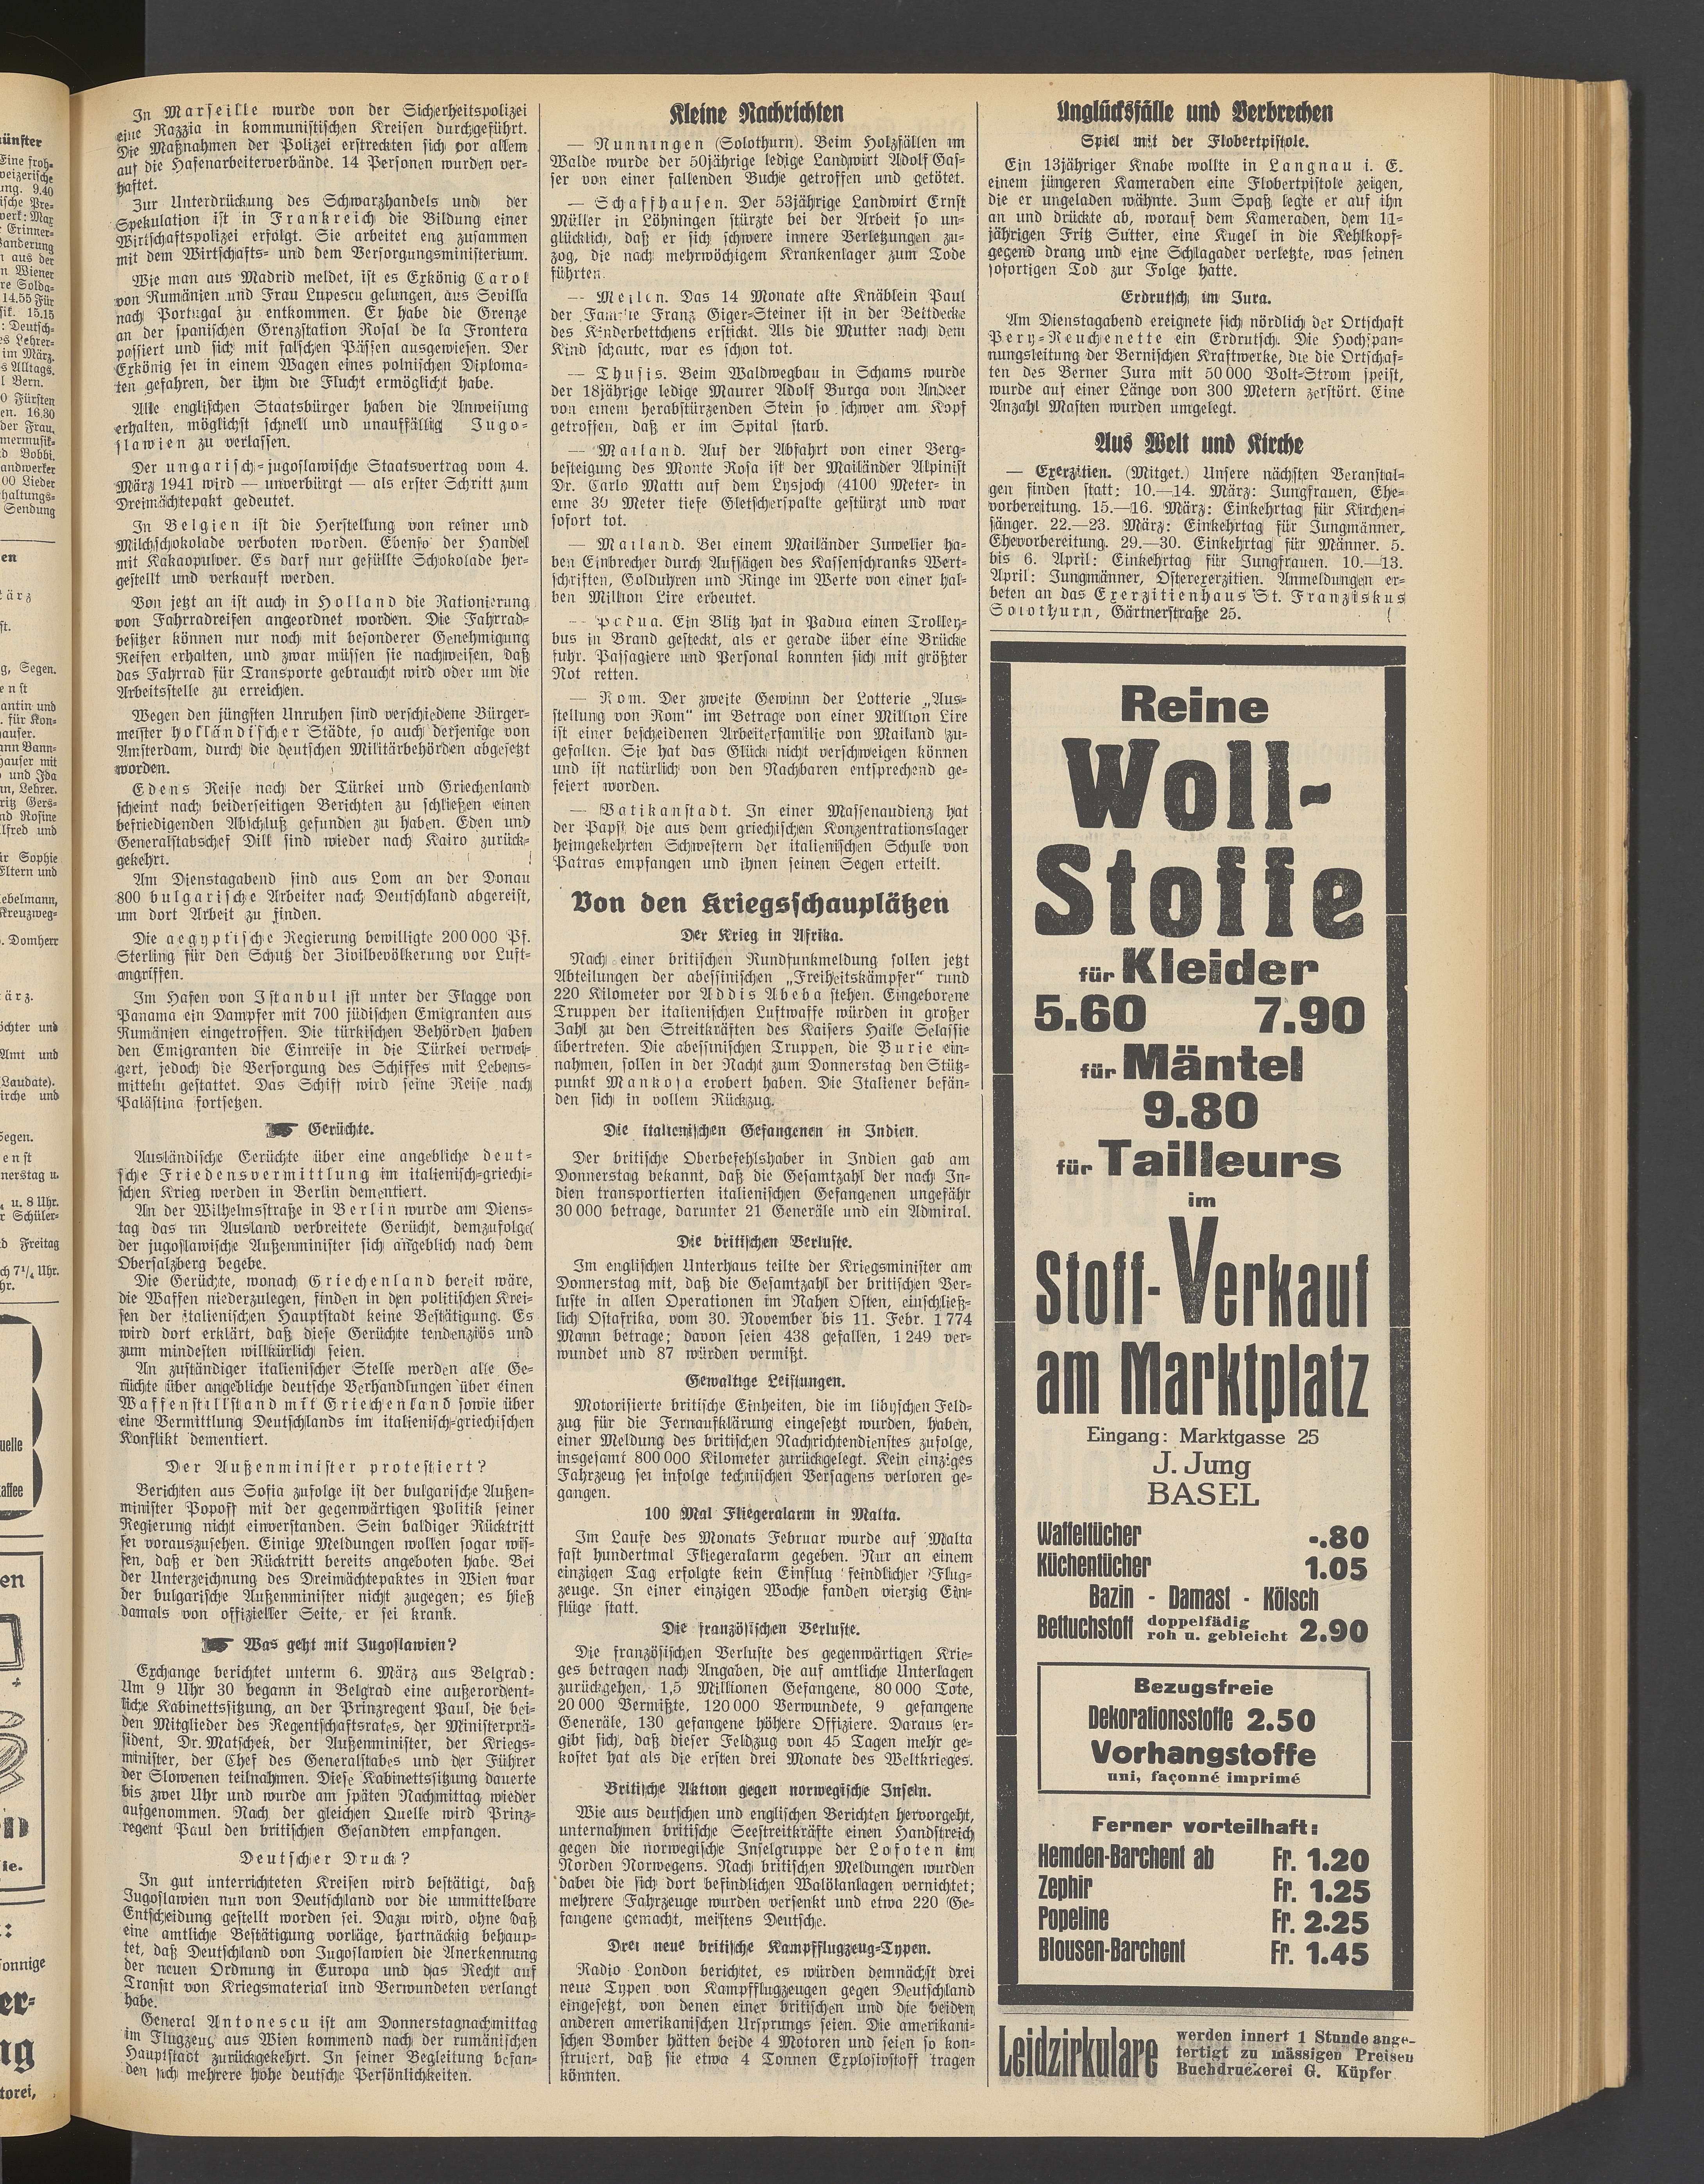 In Marseille wurde von der Sicherheitspolizei
eine Razzia in kommunistischen Kreisen durchgeführt.
Die Maßnahmen der Polizei erstreckten sich vor allem
auf die Hafenarbeiterverbände. 14 Personen wurden ver-
haftet.
Zur Unterdrückung des Schwarzhandels und der
Spekulation ist in Frankreich die Bildung einer
Wirtschaftspolizei erfolgt. Sie arbeitet eng zusammen
mit dem Wirtschafts- und dem Versorgungsministerium.
Wie man aus Madrid meldet, ist es Exkönig Carol
von Rumänien und Frau Lupescu gelungen, aus Sevilla
nach Portugal zu entkommen. Er habe die Grenze
an der spanischen Grenzstation Rosal de la Frontera
passiert und sich mit falschen Pässen ausgewiesen. Der
Exkönig sei in einem Wagen eines polnischen Diploma-
ten gefahren, der ihm die Flucht ermöglicht habe.
Alle englischen Staatsbürger haben die Anweisung
erhalten, möglichst schnell und unauffällig Jugo-
slawien zu verlassen.
Der ungarisch-jugoslawische Staatsvertrag vom 4.
März 1941 wird — unverbürgt — als erster Schritt zum
Dreimächtepakt gedeutet.
In Belgien ist die Herstellung von reiner und
Milchschokolade verboten worden. Ebenso der Handel
mit Kakaopulver. Es darf nur gefüllte Schokolade her-
gestellt und verkauft werden.
Von jetzt an ist auch in Holland die Rationierung
von Fahrradreifen angeordnet worden. Die Fahrrad-
besitzer können nur noch mit besonderer Genehmigung
Reifen erhalten, und zwar müssen sie nachweisen, daß
das Fahrrad für Transporte gebraucht wird oder um die
Arbeitsstelle zu erreichen.
Wegen den jüngsten Unruhen sind verschiedene Bürger-
meister holländischer Städte, so auch derjenige von
Amsterdam, durch die deutschen Militärbehörden abgesetzt
worden.
Edens Reise nach der Türkei und Griechenland
scheint nach beiderseitigen Berichten zu schließen einen
befriedigenden Abschluß gefunden zu haben. Eden und
Generalstabschef Dill sind wieder nach Kairo zurück-
gekehrt.
Am Dienstagabend sind aus Lom an der Donau
800 bulgarische Arbeiter nach Deutschland abgereist,
um dort Arbeit zu finden.
Die aegyptische Regierung bewilligte 200 000 Pf.
Sterling für den Schutz der Zivilbevölkerung vor Luft-
angriffen.
Im Hafen von Istanbul ist unter der Flagge von
Panama ein Dampfer mit 700 jüdischen Emigranten aus
Rumänien eingetroffen. Die türkischen Behörden haben
den Emigranten die Einreise in die Türkei verwei-
gert, jedoch die Versorgung des Schiffes mit Lebens-
mitteln gestattet. Das Schiff wird seine Reise nach
Palästina fortsetzen.
☛ Gerüchte.
Ausländische Gerüchte über eine angebliche deut-
sche Friedensvermittlung im italienisch-griechi-
schen Krieg werden in Berlin dementiert.
An der Wilhelmstraße in Berlin wurde am Diens-
tag das im Ausland verbreitete Gerücht, demzufolge
der jugoslawische Außenminister sich angeblich nach dem
Obersalzberg begebe.
Die Gerüchte, wonach Griechenland bereit wäre,
die Waffen niederzulegen, finden in den politischen Krei-
sen der italienischen Hauptstadt keine Bestätigung. Es
wird dort erklärt, daß diese Gerüchte tendenziös und
zum mindesten willkürlich seien.
An zuständiger italienischer Stelle werden alle Ge-
rüchte über angebliche deutsche Verhandlungen über einen
Waffenstillstand mit Griechenland sowie über
eine Vermittlung Deutschlands im italienisch-griechischen
Konflikt dementiert.
Der Außenminister protestiert?
Berichten aus Sofia zufolge ist der bulgarische Außen-
minister Popoff mit der gegenwärtigen Politik seiner
Regierung nicht einverstanden. Sein baldiger Rücktritt
sei vorauszusehen. Einige Meldungen wollen sogar wis-
sen, daß er den Rücktritt bereits angeboten habe. Bei
der Unterzeichnung des Dreimächtepaktes in Wien war
der bulgarische Außenminister nicht zugegen; es hieß
damals von offizieller Seite, er sei krank.
☛ Was geht mit Jugoslawien?
Exchange berichtet unterm 6. März aus Belgrad:
Um 9 Uhr 30 begann in Belgrad eine außerordent-
liche Kabinettssitzung, an der Prinzregent Paul, die bei-
den Mitglieder des Regentschaftsrates, der Ministerprä-
sident, Dr. Matschek, der Außenminister, der Kriegs-
minister, der Chef des Generalstabes und der Führer
der Slowenen teilnahmen. Diese Kabinettssitzung dauerte
bis zwei Uhr und wurde am späten Nachmittag wieder
aufgenommen. Nach der gleichen Quelle wird Prinz-
regent Paul den britischen Gesandten empfangen.
Deutscher Druck?
In gut unterrichteten Kreisen wird bestätigt, daß
Jugoslawien nun von Deutschland vor die unmittelbare
Entscheidung gestellt worden sei. Dazu wird, ohne daß
eine amtliche Bestätigung vorläge, hartnäckig behaup-
tet, daß Deutschland von Jugoslawien die Anerkennung
der neuen Ordnung in Europa und das Recht auf
Transit von Kriegsmaterial und Verwundeten verlangt
habe.
General Antonescu ist am Donnerstagnachmittag
im Flugzeug aus Wien kommend nach der rumänischen
Hauptstadt zurückgekehrt. In seiner Begleitung befan-
den sich mehrere hohe deutsche Persönlichkeiten.
Kleine Nachrichten
— Nunningen (Solothurn). Beim Holzfällen im
Walde wurde der 50jährige ledige Landwirt Adolf Gas-
ser von einer fallenden Buche getroffen und getötet.
— Schaffhausen. Der 53jährige Landwirt Ernst
Müller in Löhningen stürzte bei der Arbeit so un-
glücklich, daß er sich schwere innere Verletzungen zu-
zog, die nach mehrwöchigem Krankenlager zum Tode
führten.
— Meilen. Das 14 Monate alte Knäblein Paul
der Familie Franz Giger-Steiner ist in der Bettdecke
des Kinderbettchens erstickt. Als die Mutter nach dem
Kind schaute, war es schon tot.
— Thusis. Beim Waldwegbau in Schams wurde
der 18jährige ledige Maurer Adolf Burga von Andeer
von einem herabstürzenden Stein so schwer am Kopf
getroffen, daß er im Spital starb.
— Mailand. Auf der Abfahrt von einer Berg-
besteigung des Monte Rosa ist der Mailänder Alpinist
Dr. Carlo Matti auf dem Lysjoch (4100 Meter- in
eine 30 Meter tiefe Gletscherspalte gestürzt und war
sofort tot.
— Mailand. Bei einem Mailänder Juwelier ha-
ben Einbrecher durch Aufsägen des Kassenschranks Wert-
schriften, Golduhren und Ringe im Werte von einer hal-
ben Million Lire erbeutet.
— Padua. Ein Blitz hat in Padua einen Trolley-
bus in Brand gesteckt, als er gerade über eine Brücke
fuhr. Passagiere und Personal konnten sich mit größter
Not retten.
— Rom. Der zweite Gewinn der Lotterie „Aus-
stellung von Rom“ im Betrage von einer Million Lire
ist einer bescheidenen Arbeiterfamilie von Mailand zu-
gefallen. Sie hat das Glück nicht verschweigen können
und ist natürlich von den Nachbaren entsprechend ge-
feiert worden.
— Vatikanstadt. In einer Massenaudienz hat
der Papst die aus dem griechischen Konzentrationslager
heimgekehrten Schwestern der italienischen Schule von
Patras empfangen und ihnen seinen Segen erteilt.
Von den Kriegsschauplätzen
Der Krieg in Afrika.
Nach einer britischen Rundfunkmeldung sollen jetzt
Abteilungen der abessinischen „Freiheitskämpfer“ rund
220 Kilometer vor Addis Abeba stehen. Eingeborene
Truppen der italienischen Luftwaffe würden in großer
Zahl zu den Streitkräften des Kaisers Haile Selassie
übertreten. Die abessinischen Truppen, die Burie ein-
nahmen, sollen in der Nacht zum Donnerstag den Stütz-
punkt Mankosa erobert haben. Die Italiener befän-
den sich in vollem Rückzug.
Die italienischen Gefangenen in Indien.
Der britische Oberbefehlshaber in Indien gab am
Donnerstag bekannt, daß die Gesamtzahl der nach In-
dien transportierten italienischen Gefangenen ungefähr
30 000 betrage, darunter 21 Generäle und ein Admiral.
Die britischen Verluste.
Im englischen Unterhaus teilte der Kriegsminister am
Donnerstag mit, daß die Gesamtzahl der britischen Ver-
luste in allen Operationen im Nahen Osten, einschließ-
lich Ostafrika, vom 30. November bis 11. Febr. 1 774
Mann betrage; davon seien 438 gefallen, 1 249 ver-
wundet und 87 würden vermißt.
Gewaltige Leistungen.
Motorisierte britische Einheiten, die im libyschen Feld-
zug für die Fernaufklärung eingesetzt wurden, haben,
einer Meldung des britischen Nachrichtendienstes zufolge,
insgesamt 800 000 Kilometer zurückgelegt. Kein einziges
Fahrzeug sei infolge technischen Versagens verloren ge-
gangen.
100 Mal Fliegeralarm in Malta.
Im Laufe des Monats Februar wurde auf Malta
fast hundertmal Fliegeralarm gegeben. Nur an einem
einzigen Tag erfolgte kein Einflug feindlicher Flug-
zeuge. In einer einzigen Woche fanden vierzig Ein-
flüge statt.
Die französischen Verluste.
Die französischen Verluste des gegenwärtigen Krie-
ges betragen nach Angaben, die auf amtliche Unterlagen
zurückgehen, 1,5 Millionen Gefangene, 80 000 Tote,
20 000 Vermißte, 120 000 Verwundete, 9 gefangene
Generäle, 130 gefangene höhere Offiziere. Daraus er-
gibt sich, daß dieser Feldzug von 45 Tagen mehr ge-
kostet hat als die ersten drei Monate des Weltkrieges.
Britische Aktion gegen norwegische Inseln.
Wie aus deutschen und englischen Berichten hervorgeht,
unternahmen britische Seestreitkräfte einen Handstreich
gegen die norwegische Inselgruppe der Lofoten im
Norden Norwegens. Nach britischen Meldungen wurden
dabei die sich dort befindlichen Walölanlagen vernichtet;
mehrere Fahrzeuge wurden versenkt und etwa 220 Ge-
fangene gemacht, meistens Deutsche.
Drei neue britische Kampfflugzeug-Typen.
Radio London berichtet, es würden demnächst drei
neue Typen von Kampfflugzeugen gegen Deutschland
eingesetzt, von denen einer britischen und die beiden
anderen amerikanischen Ursprungs seien. Die amerikani-
schen Bomber hätten beide 4 Motoren und seien so kon-
struiert, daß sie etwa 4 Tonnen Explosivstoff tragen
könnten.
Unglücksfälle und Verbrechen
Spiel mit der Flobertpistole.
Ein 13jähriger Knabe wollte in Langnau i. E.
einem jüngeren Kameraden eine Flobertpistole zeigen,
die er ungeladen wähnte. Zum Spaß legte er auf ihn
an und drückte ab, worauf dem Kameraden, dem 11-
jährigen Fritz Sutter, eine Kugel in die Kehlkopf-
gegend drang und eine Schlagader verletzte, was seinen
sofortigen Tod zur Folge hatte.
Erdrutsch im Jura.
Am Dienstagabend ereignete sich nördlich der Ortschaft
Pery-Reuchenette ein Erdrutsch. Die Hochspan-
nungsleitung der Bernischen Kraftwerke, die die Ortschaf-
ten des Berner Jura mit 50 000 Volt-Strom speist,
wurde auf einer Länge von 300 Metern zerstört. Eine
Anzahl Masten wurden umgelegt.
Aus Welt und Kirche
— Exerzitien. (Mitget.) Unsere nächsten Veranstal-
gen finden statt: 10.—14. März: Jungfrauen, Ehe-
vorbereitung. 15.—16. März: Einkehrtag für Kirchen-
sänger. 22.—23. März: Einkehrtag für Jungmänner,
Ehevorbereitung. 29.—30. Einkehrtag für Männer. 5.
bis 6. April: Einkehrtag für Jungfrauen. 10.—13.
April: Jungmänner, Osterexerzitien. Anmeldungen er-
beten an das Exerzitienhaus St. Franziskus
Solothurn, Gärtnerstraße 25.
Reine
Woll-
Stoffe
für Kleider
5.60 7.90
für Mäntel
9.80
für Tailleurs
im
Stoff-Verkauf
am Marktplatz
Eingang: Marktgasse 25
J. Jung
BASEL
Waffeltücher -.80
Küchentücher 1.05
Bazin - Damast - Kölsch
Bettuchstoff doppelfädig roh u. gebleicht 2.90
Bezugsfreie
Dekorationsstoffe 2.50
Vorhangstoffe
uni, façonné imprimé
Ferner vorteilhaft:
Hemden-Barchent ab Fr. 1.20
Zephir Fr. 1.25
Popeline Fr. 2.25
Blousen-Barchent Fr. 1.45
Leidzirkulare
werden innert 1 Stunde ange-
fertigt zu mässigen Preisen
Buchdruckerei G. Küpfer